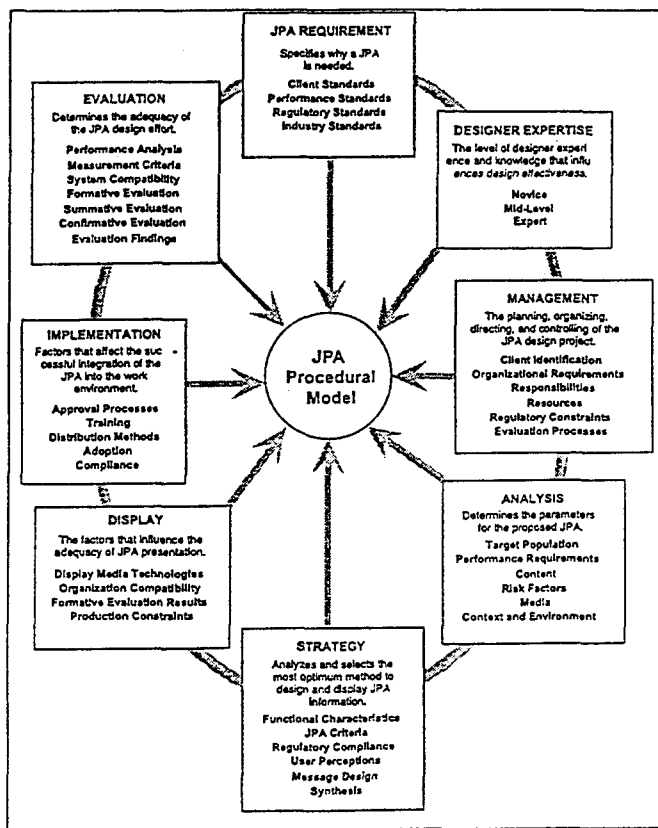 JPA REQUIREMENT
Specifies why a JPA
is needed.
Client Standards
Performance Standards
Regulatory Standards
Industry Standards
EVALUATION
Determines the adequacy of
the JPA design effort.
Performance Analysis
Measurement Criteria
System Compatibility
Formative Evaluation
Summative Evaluation
Confirmative Evaluation
Evaluation Findings
DESIGNER EXPERTISE
The level of designer experi
ence and knowledge that influ
ences design effectiveness.
Novice
Mid-Level
Expert
IMPLEMENTATION
Factors that affect the suc -
cessful integration of the
JPA into the work
environment.
Approval Processes
Training
Distribution Methods
Adoption
Compliance
JPA
Procedural
Model
MANAGEMENT
The planning, organizing,
directing, and controlling of the
JPA design project.
Client Identification
Organizational Requirements
Responsibilities
Resources
Regulatory Constraints
Evaluation Processes
DISPLAY
The factors that influence the
adequacy of JPA presentation.
Display Media Technologies
Organization Compatibility
Formative Evaluation Results
Production Constraints
ANALYSIS
Determines the parameters
for the proposed JPA.
Target Population
Performance Requirements
Content
Risk Factors
Media
Context and Environment
STRATEGY
Analyzes and selects the
most optimum method to
design and display JPA
information.
Functional Characteristics
JPA Criteria
Regulatory Compliance
User Perceptions
Message Design
Synthesis